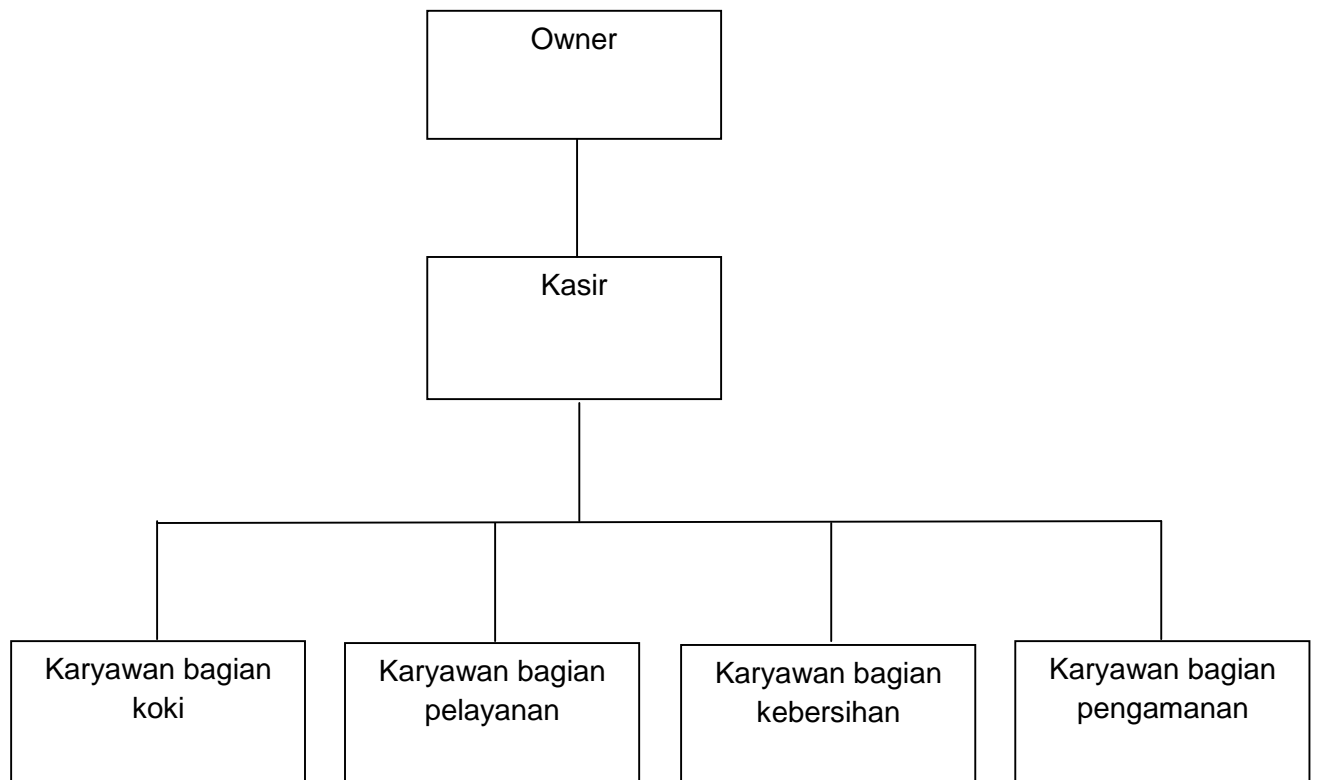 Owner
Kasir
Karyawan bagian
koki
Karyawan bagian
pelayanan
Karyawan bagian
kebersihan
Karyawan bagian
pengamanan